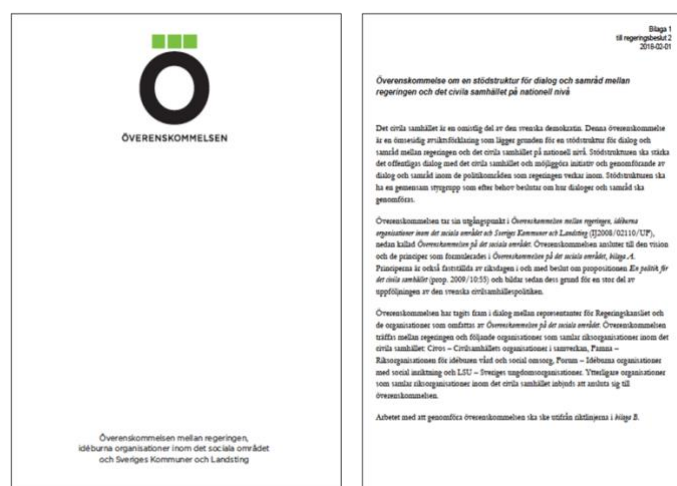 ÖVERENSKOMMELSEN
Överenskommelsen mellan regeringen,
idéburna organisationer inom det sociala området
och Sveriges Kommuner och Landsting
Bilaga 1
till regeringsbeslut 2
2018-02-01
Överenskommelse om en stödstruktur för dialog och samråd mellan
regeringen och det civila samhället på nationell nivå
Det civila samhället är en omistlig del av den svenska demokratin. Denna överenskommelse
är en ömsesidig avsiktsförklaring som lägger grunden för en stödstruktur för dialog och
samråd mellan regeringen och det civila samhället på nationell nivå. Stödstrukturen ska stärka
det offentligas dialog med det civila samhället och möjliggöra initiativ och genomförande av
dialog och samråd inom de politikområden som regeringen verkar inom. Stödstrukturen ska
ha en gemensam styrgrupp som efter behov beslutar om hur dialoger och samråd ska
genomföras.
Överenskommelsen tar sin utgångspunkt i Överenskommelsen mellan regeringen, idéburna
organisationer inom det sociala området och Sveriges Kommuner och Landsting (IJ2008/02110/UF),
nedan kallad Överenskommelsen på det sociala området. Överenskommelsen ansluter till den vision
och de principer som formulerades i Överenskommelsen på det sociala området, bilaga A.
Principerna är också fastställda av riksdagen i och med beslut om propositionen En politik för
det civila samhället (prop. 2009/10:55) och bildar sedan dess grund för en stor del av
uppföljningen av den svenska civilsamhällespolitiken.
Överenskommelsen har tagits fram i dialog mellan representanter för Regeringskansliet och
de organisationer som omfattas av Överenskommelsen på det sociala området. Överenskommelsen
träffas mellan regeringen och följande organisationer som samlar riksorganisationer inom det
civila samhället: Civos – Civilsamhällets organisationer i samverkan, Famna –
Riksorganisationen för idéburen vård och social omsorg, Forum – Idéburna organisationer
med social inriktning och LSU – Sveriges ungdomsorganisationer. Ytterligare organisationer
som samlar riksorganisationer inom det civila samhället inbjuds att ansluta sig till
överenskommelsen.
Arbetet med att genomföra överenskommelsen ska ske utifrån riktlinjerna i bilaga B.